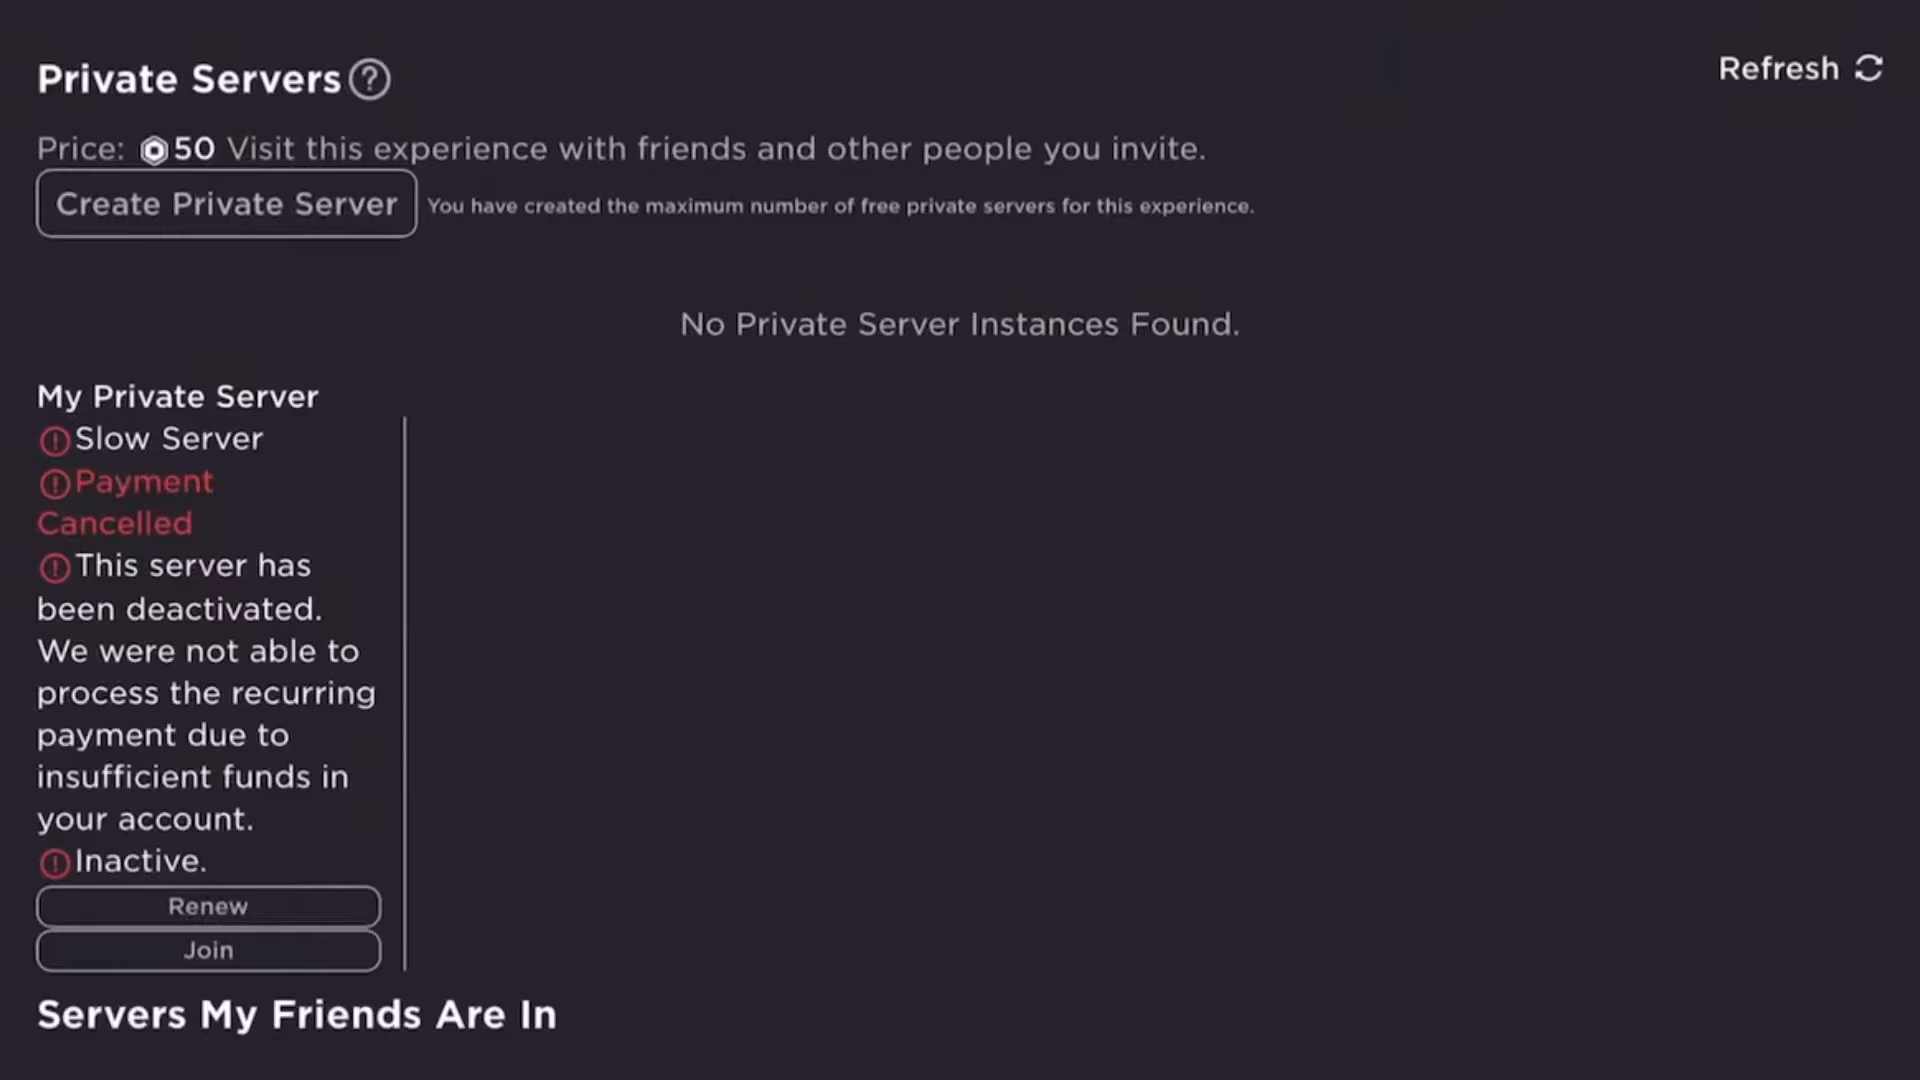 Private Servers
Refresh
Price: 50 Visit this experience with friends and other people you invite.
Create Private Server You have created the maximum number of free private servers for this experience.
No Private Server Instances Found.
My Private Server
Slow Server
Payment
Cancelled
This server has
been deactivated.
We were not able to
process the recurring
payment due to
insufficient funds in
your account.
Inactive.
Renew
Join
Servers My Friends Are In